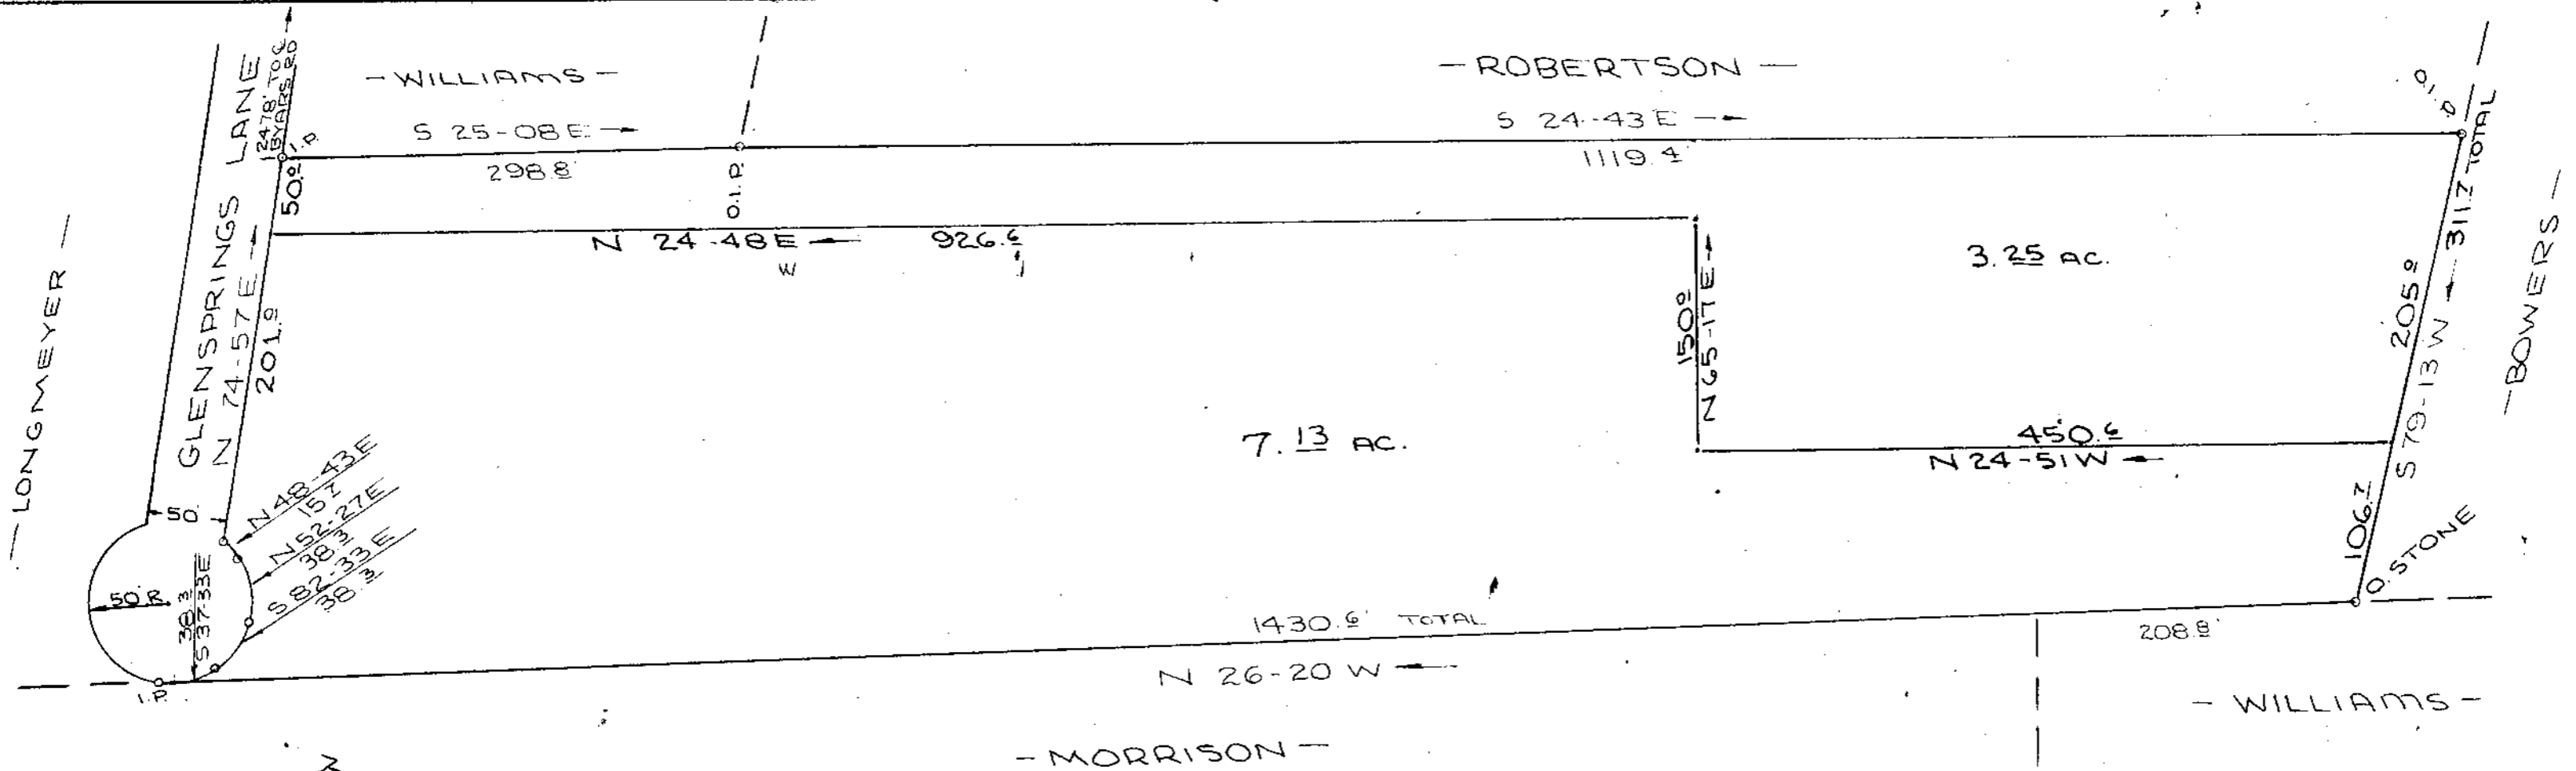 2478' TO ₵
BYARS RD
- WILLIAMS -
- ROBERTSON -
S 25-08 E
S 24-43 E
I.P.
O.I.P.
298.8'
1119.4'
50.0
O.I.P.
311.7 TOTAL
GLENSPRINGS LANE
N 74-57 E
201.0
N 24-48 E
W
926.6
3.25 AC.
205.0
S 79-13 W
- BOWERS -
- LONGMEYER -
150.0
N 65-17 E
7.13 AC.
450.6
N 24-51 W
106.7
O. STONE
50'
N 48-43 E
15.7
N 52-27 E
38.3
S 82-33 E
38.3
50 R.
38.3
S 37-33 E
I.P.
1430.6' TOTAL
208.8'
N 26-20 W
- WILLIAMS -
- MORRISON -